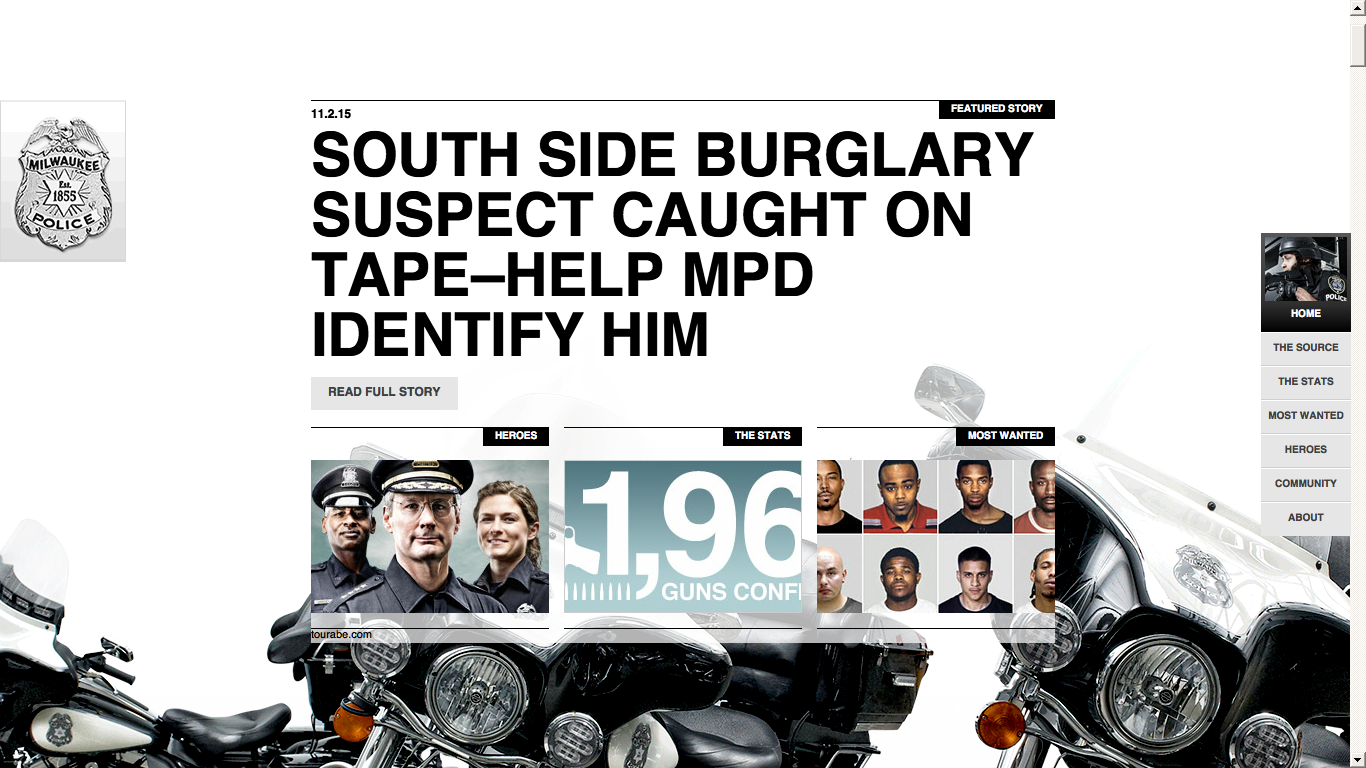 11.2.15
FEATURED STORY
SOUTH SIDE BURGLARY
SUSPECT CAUGHT ON
TAPE–HELP MPD
IDENTIFY HIM
READ FULL STORY
MILWAUKEE
Est.
1855
POLICE
POLICE
HOME
THE SOURCE
THE STATS
MOST WANTED
HEROES
COMMUNITY
ABOUT
HEROES
THE STATS
MOST WANTED
1,96
GUNS CONF
tourabe.com